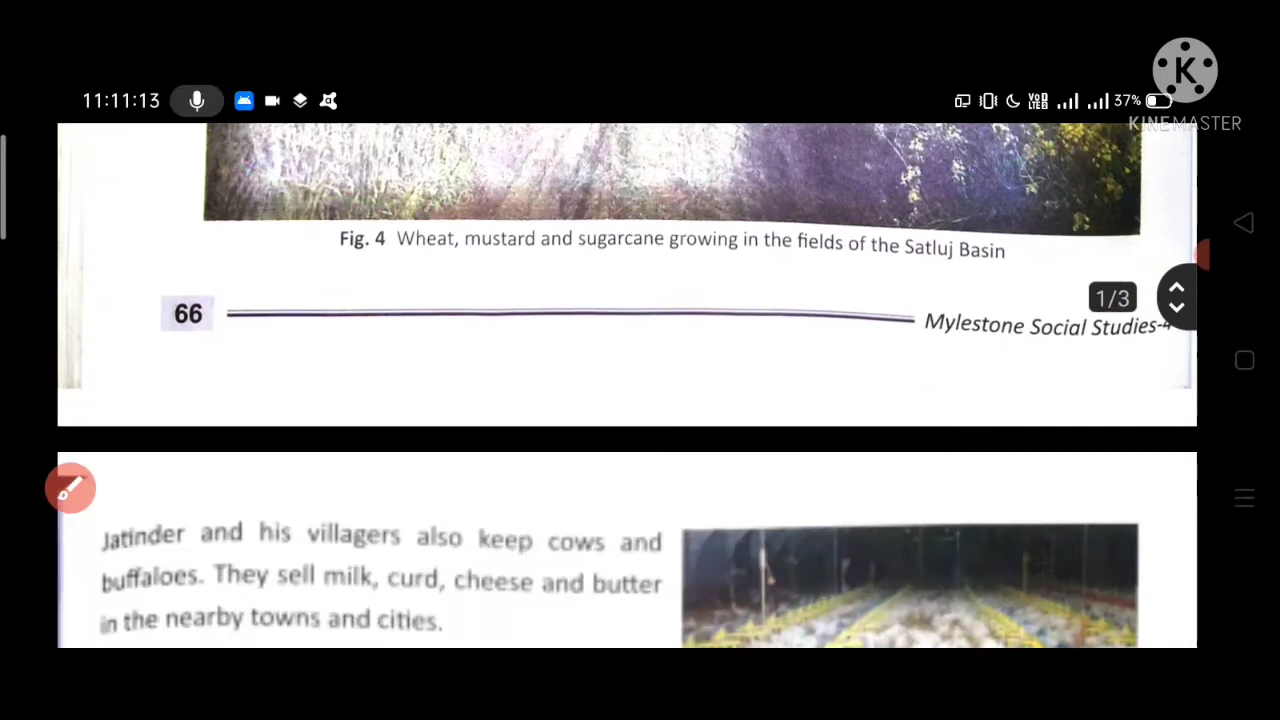 11:11:13
37%
K
KINEMASTER
Fig. 4 Wheat, mustard and sugarcane growing in the fields of the Satluj Basin
1/3
66
Mylestone Social Studies-4
Jatinder and his villagers also keep cows and
buffaloes. They sell milk, curd, cheese and butter
in the nearby towns and cities.